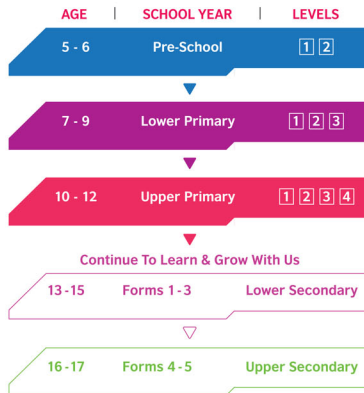 AGE | SCHOOL YEAR | LEVELS
5 - 6 Pre-School 1 2
7 - 9 Lower Primary 1 2 3
10 - 12 Upper Primary 1 2 3 4
Continue To Learn & Grow With Us
13 - 15 Forms 1 - 3 Lower Secondary
16 - 17 Forms 4 - 5 Upper Secondary